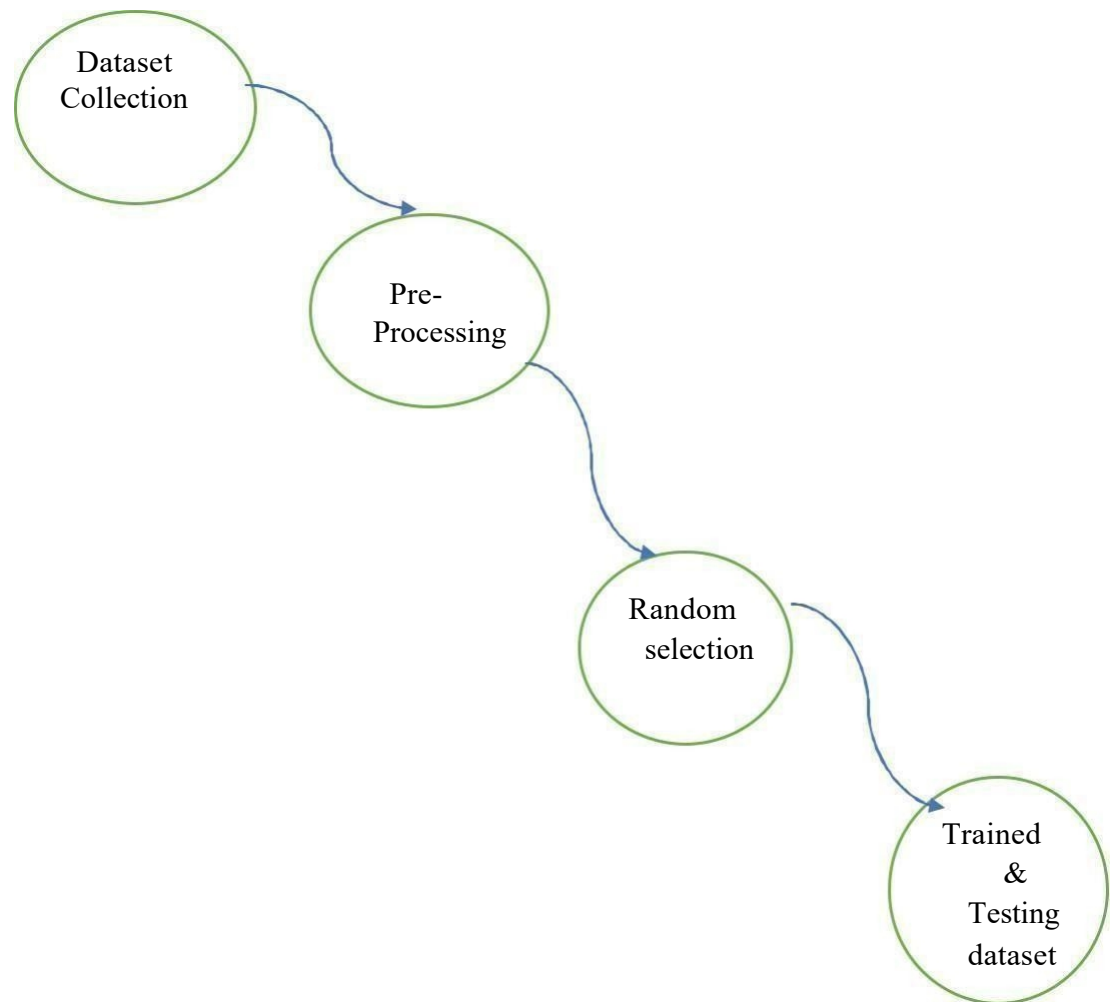 Dataset
Collection
Pre-
Processing
Random
selection
Trained
&
Testing
dataset